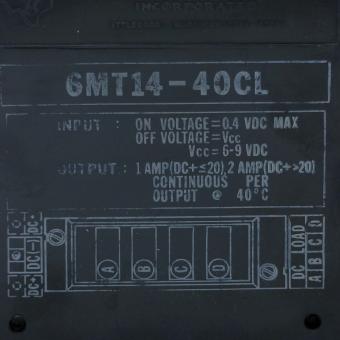 INCORPORATED
6MT14-40CL
INPUT : ON VOLTAGE=0.4 VDC MAX
OFF VOLTAGE=Vcc
Vcc=6-9 VDC
OUTPUT : 1 AMP(DC+≤20), 2 AMP(DC+>20)
CONTINUOUS PER
OUTPUT @ 40°C
DC+ DC(-) DC+
A B C D
DC LOAD
A B C D